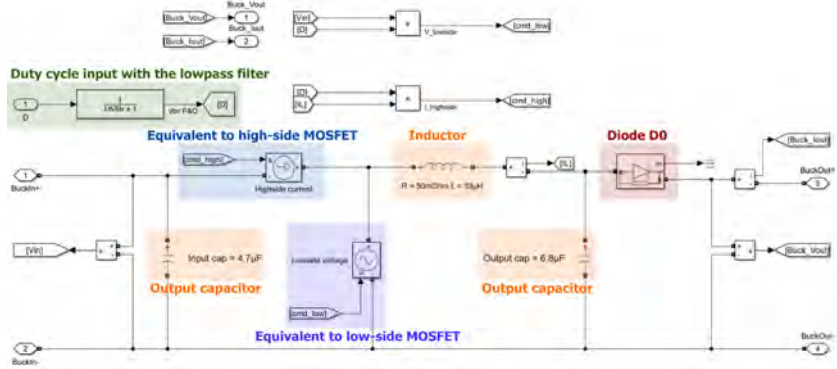 Buck_Vout
[Buck_Vout]
1
Buck_Iout
[Buck_Iout]
2
[Vin]
[D]
x
V_lowside
[cmd_low]
Duty cycle input with the lowpass filter
1
D
1
[D]
[D]
[IL]
x
I_highside
[cmd_high]
Equivalent to high-side MOSFET
Inductor
Diode D0
[cmd_high]
Highside current
[IL]
[Buck_Iout]
1
BuckIn+
3
BuckOut+
[Vin]
Input cap = 4.7μF
Output capacitor
Lowside voltage
[cmd_low]
Equivalent to low-side MOSFET
Output cap = 6.8μF
Output capacitor
[Buck_Vout]
2
BuckIn-
4
BuckOut-